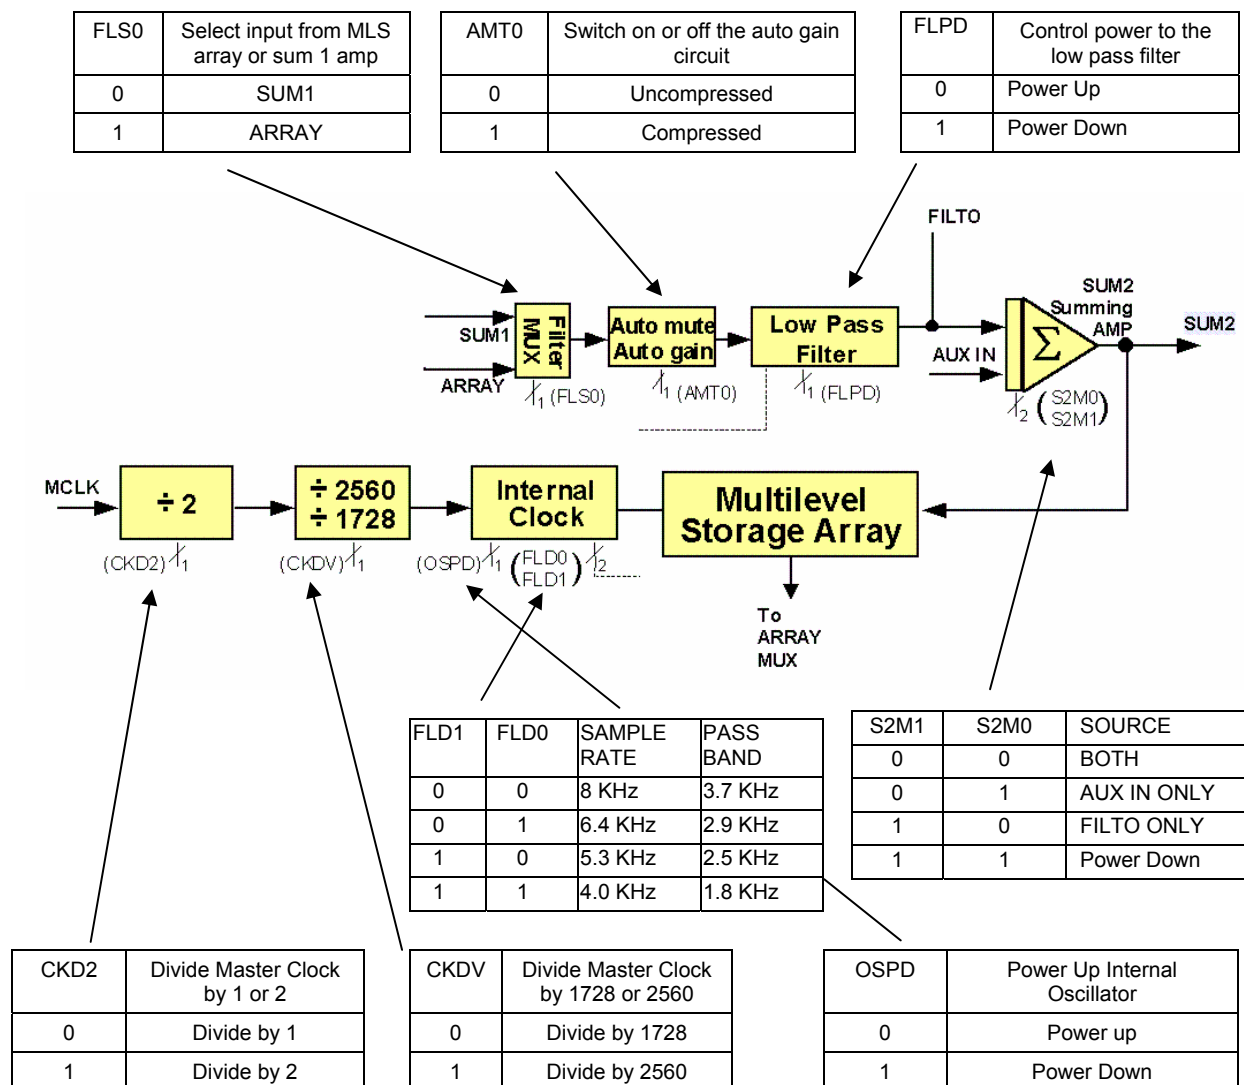 FLS0 Select input from MLS
array or sum 1 amp
0 SUM1
1 ARRAY
AMT0 Switch on or off the auto gain
circuit
0 Uncompressed
1 Compressed
FLPD Control power to the
low pass filter
0 Power Up
1 Power Down
FILTO
SUM1
ARRAY
Filter
MUX
1 (FLS0)
Auto mute
Auto gain
1 (AMT0)
Low Pass
Filter
1 (FLPD)
AUX IN
Σ
SUM2
Summing
AMP
SUM2
2 (S2M0
S2M1)
MCLK
÷ 2
(CKD2) 1
÷ 2560
÷ 1728
(CKDV) 1
Internal
Clock
(OSPD) 1
(FLD0
FLD1) 2
Multilevel
Storage Array
To
ARRAY
MUX
FLD1 FLD0 SAMPLE RATE PASS BAND
0 0 8 KHz 3.7 KHz
0 1 6.4 KHz 2.9 KHz
1 0 5.3 KHz 2.5 KHz
1 1 4.0 KHz 1.8 KHz
S2M1 S2M0 SOURCE
0 0 BOTH
0 1 AUX IN ONLY
1 0 FILTO ONLY
1 1 Power Down
CKD2 Divide Master Clock
by 1 or 2
0 Divide by 1
1 Divide by 2
CKDV Divide Master Clock
by 1728 or 2560
0 Divide by 1728
1 Divide by 2560
OSPD Power Up Internal
Oscillator
0 Power up
1 Power Down